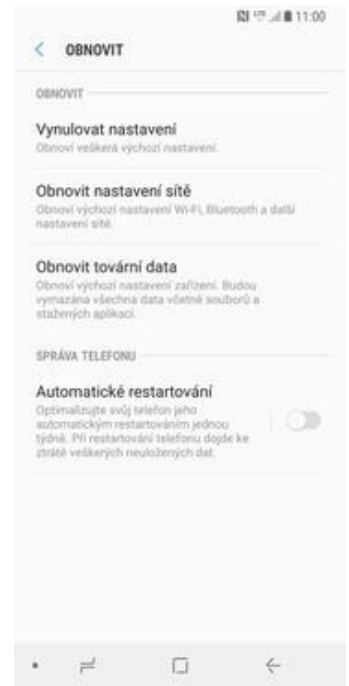 11:00
OBNOVIT
OBNOVIT
Vynulovat nastavení
Obnoví veškerá výchozí nastavení.
Obnovit nastavení sítě
Obnoví výchozí nastavení Wi-Fi, Bluetooth a další
nastavení sítě.
Obnovit tovární data
Obnoví výchozí nastavení zařízení. Budou
vymazána všechna data včetně souborů a
stažených aplikací.
SPRÁVA TELEFONU
Automatické restartování
Optimalizujte svůj telefon jeho
automatickým restartováním jednou
týdně. Při restartování telefonu dojde ke
ztrátě veškerých neuložených dat.